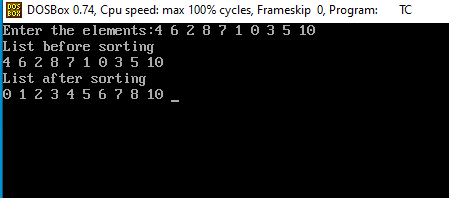 DOS BOX DOSBox 0.74, Cpu speed: max 100% cycles, Frameskip 0, Program: TC
Enter the elements:4 6 2 8 7 1 0 3 5 10
List before sorting
4 6 2 8 7 1 0 3 5 10
List after sorting
0 1 2 3 4 5 6 7 8 10 _